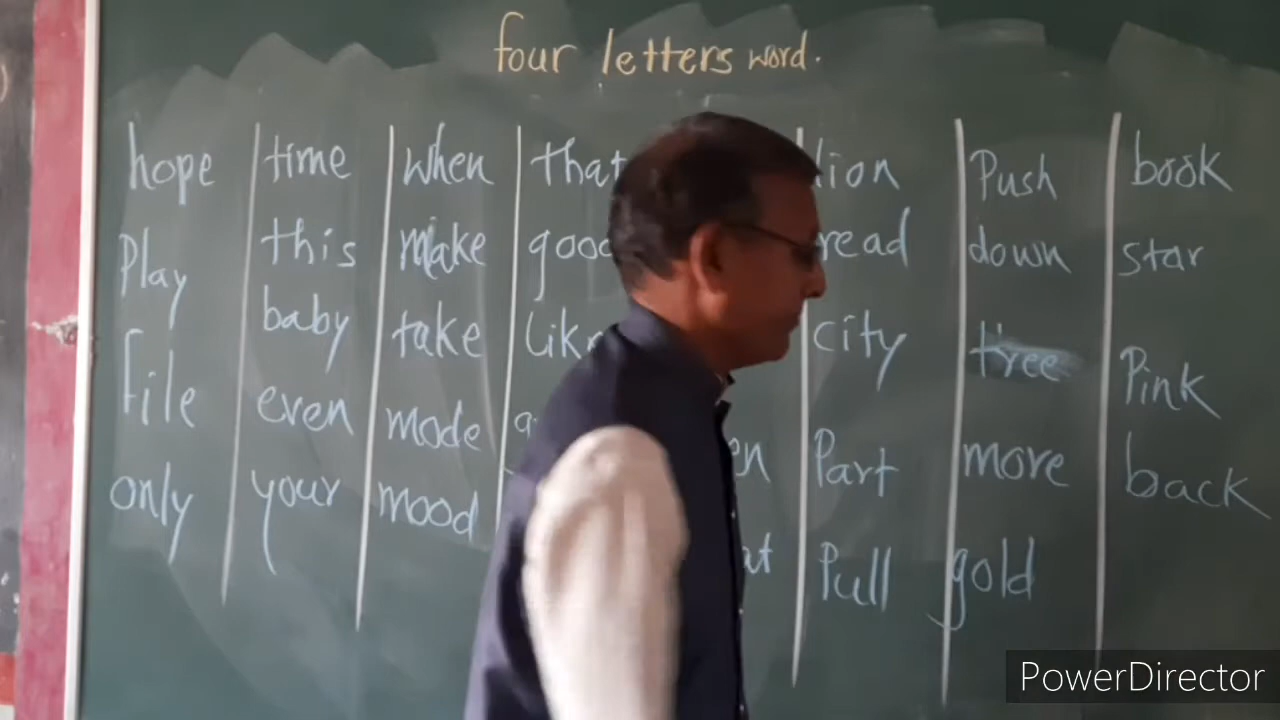 four letters word.
hope time when that lion Push book
Play this make good read down star
file baby take city tree Pink
only even mode Part more back
your mood Pull gold
PowerDirector